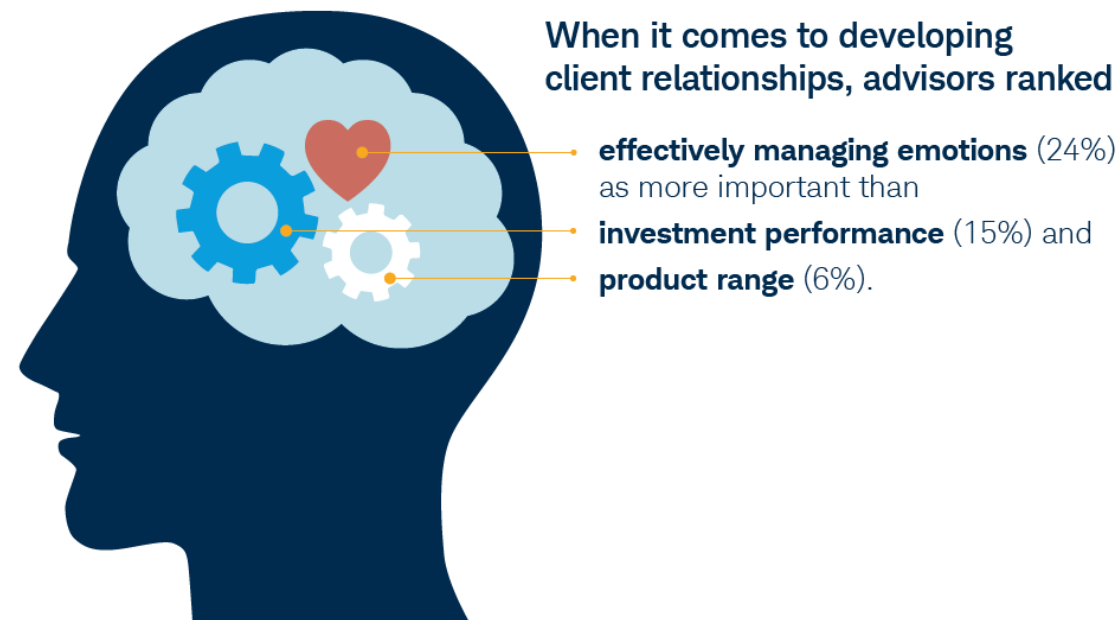 When it comes to developing
client relationships, advisors ranked
effectively managing emotions (24%)
as more important than
investment performance (15%) and
product range (6%).